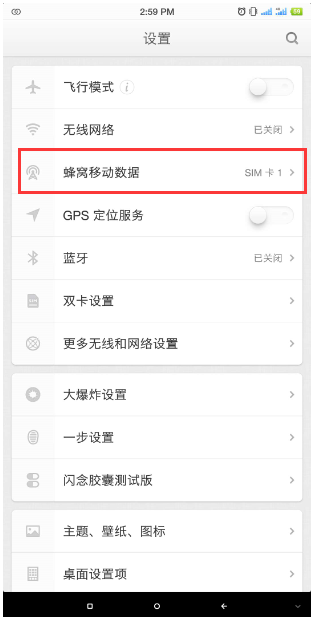 2:59 PM
59
设置
飞行模式 i
无线网络 已关闭
蜂窝移动数据 SIM 卡 1
GPS 定位服务
蓝牙 已关闭
双卡设置
更多无线和网络设置
大爆炸设置
一步设置
闪念胶囊测试版
主题、壁纸、图标
桌面设置项